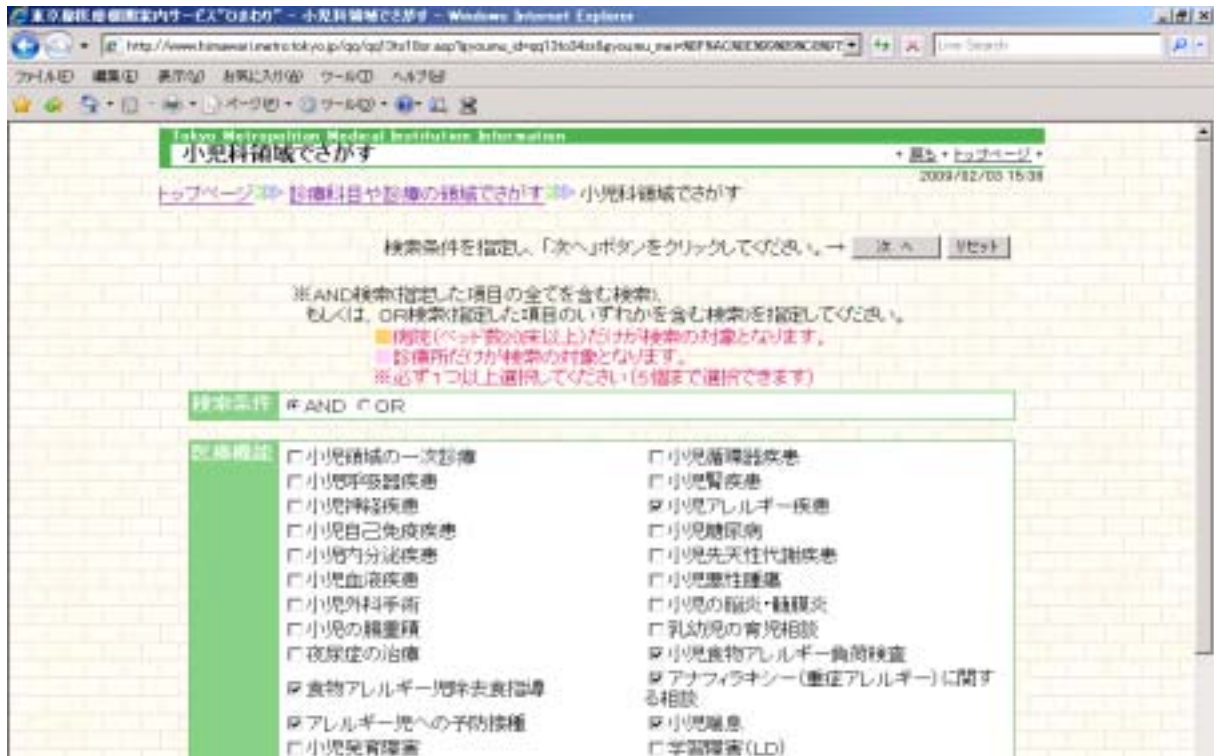 東京都医療機関案内サービス"ひまわり" - 小児科領域でさがす - Windows Internet Explorer
Live Search
ファイル(F) 編集(E) 表示(V) お気に入り(A) ツール(T) ヘルプ(H)
ページ(P) ツール(O)
Tokyo Metropolitan Medical Institution Information
小児科領域でさがす
・戻る・トップページ・
2009/02/03 15:38
トップページ 診療科目や診療の領域でさがす 小児科領域でさがす
検索条件を指定し、「次へ」ボタンをクリックしてください。→ 次 へ リセット
※AND検索(指定した項目の全てを含む検索)、
もしくは、OR検索(指定した項目のいずれかを含む検索)を指定してください。
病院(ベッド数20床以上)だけが検索の対象となります。
診療所だけが検索の対象となります。
※必ず1つ以上選択してください(5個まで選択できます)
検索条件 AND OR
医療機能 小児領域の一次診療 小児循環器疾患
小児呼吸器疾患 小児腎疾患
小児神経疾患 小児アレルギー疾患
小児自己免疫疾患 小児糖尿病
小児内分泌疾患 小児先天性代謝疾患
小児血液疾患 小児悪性腫瘍
小児外科手術 小児の脳炎・髄膜炎
小児の腸重積 乳幼児の育児相談
夜尿症の治療 小児食物アレルギー負荷検査
食物アレルギー児除去食指導 アナフィラキシー(重症アレルギー)に関す
る相談
アレルギー児への予防接種 小児喘息
小児発育障害 学習障害(LD)